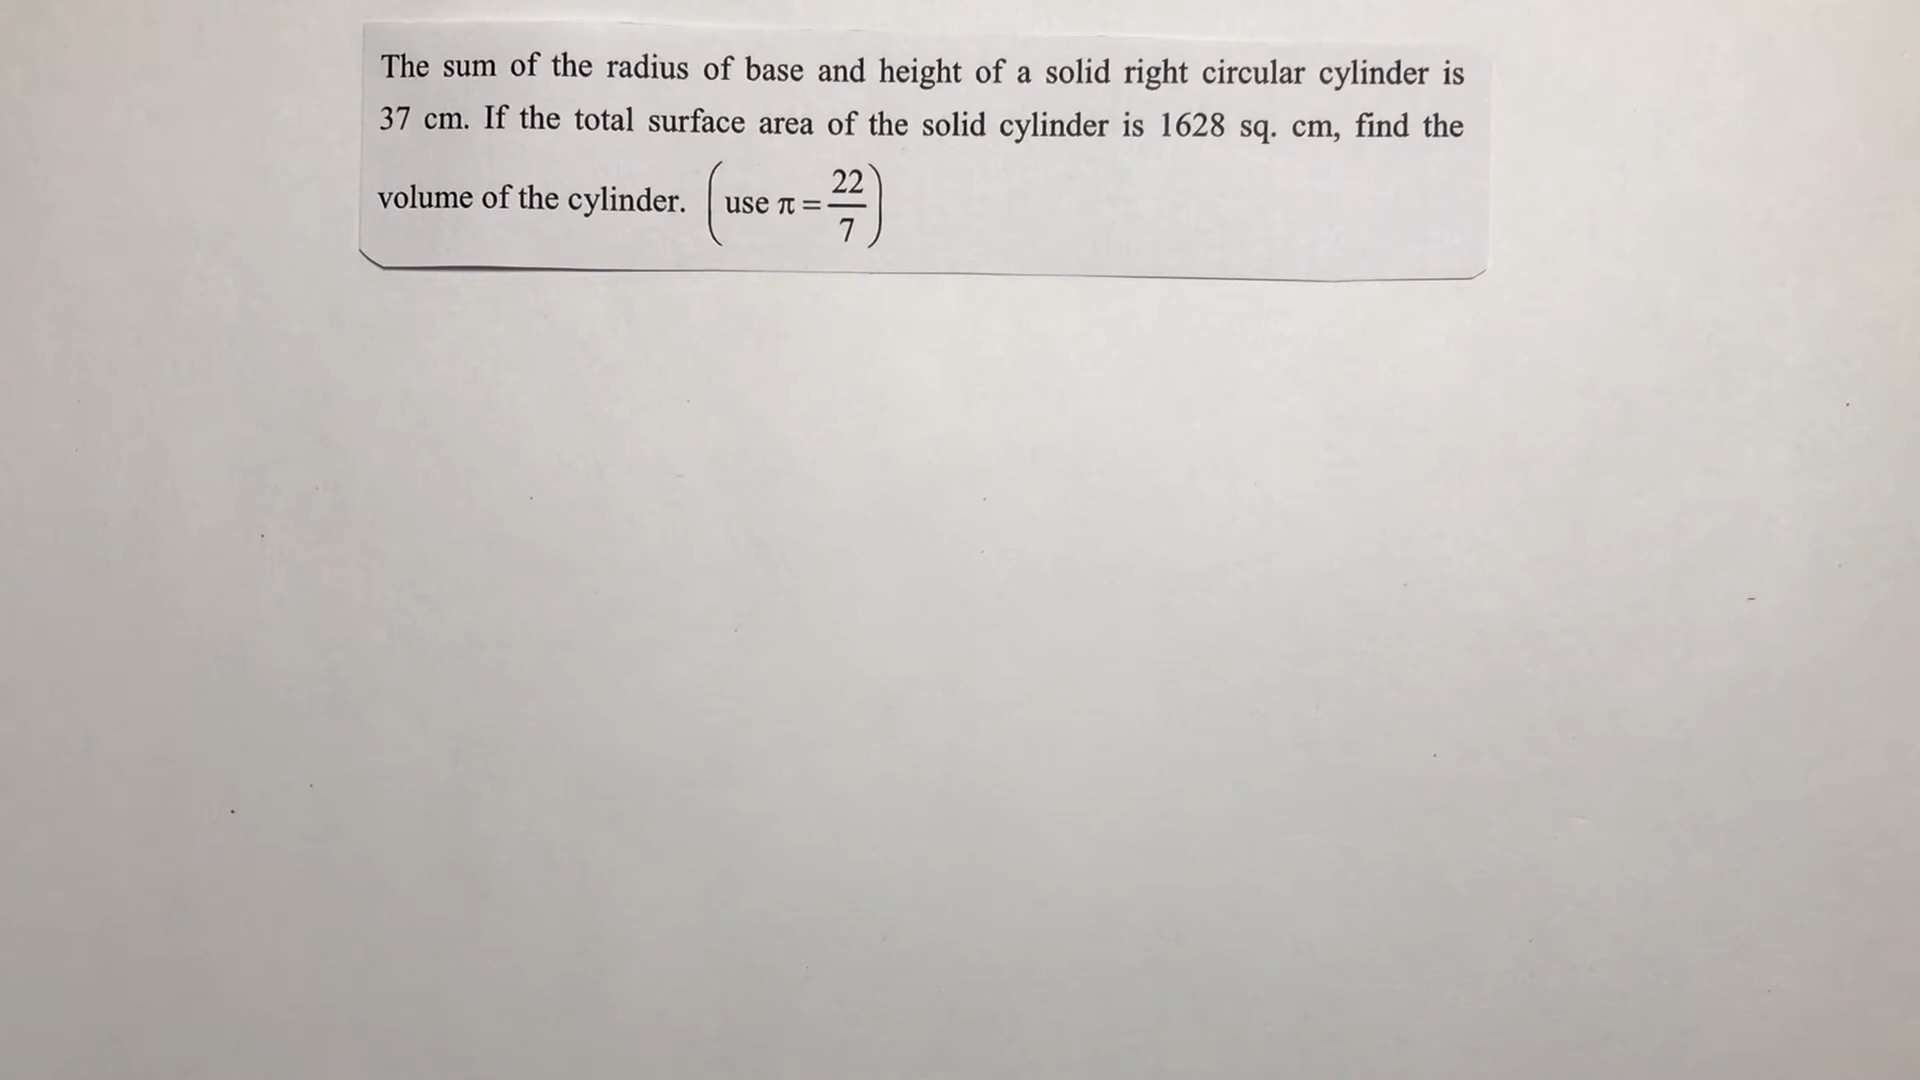 The sum of the radius of base and height of a solid right circular cylinder is
37 cm. If the total surface area of the solid cylinder is 1628 sq. cm, find the
volume of the cylinder. (use π = 22/7)